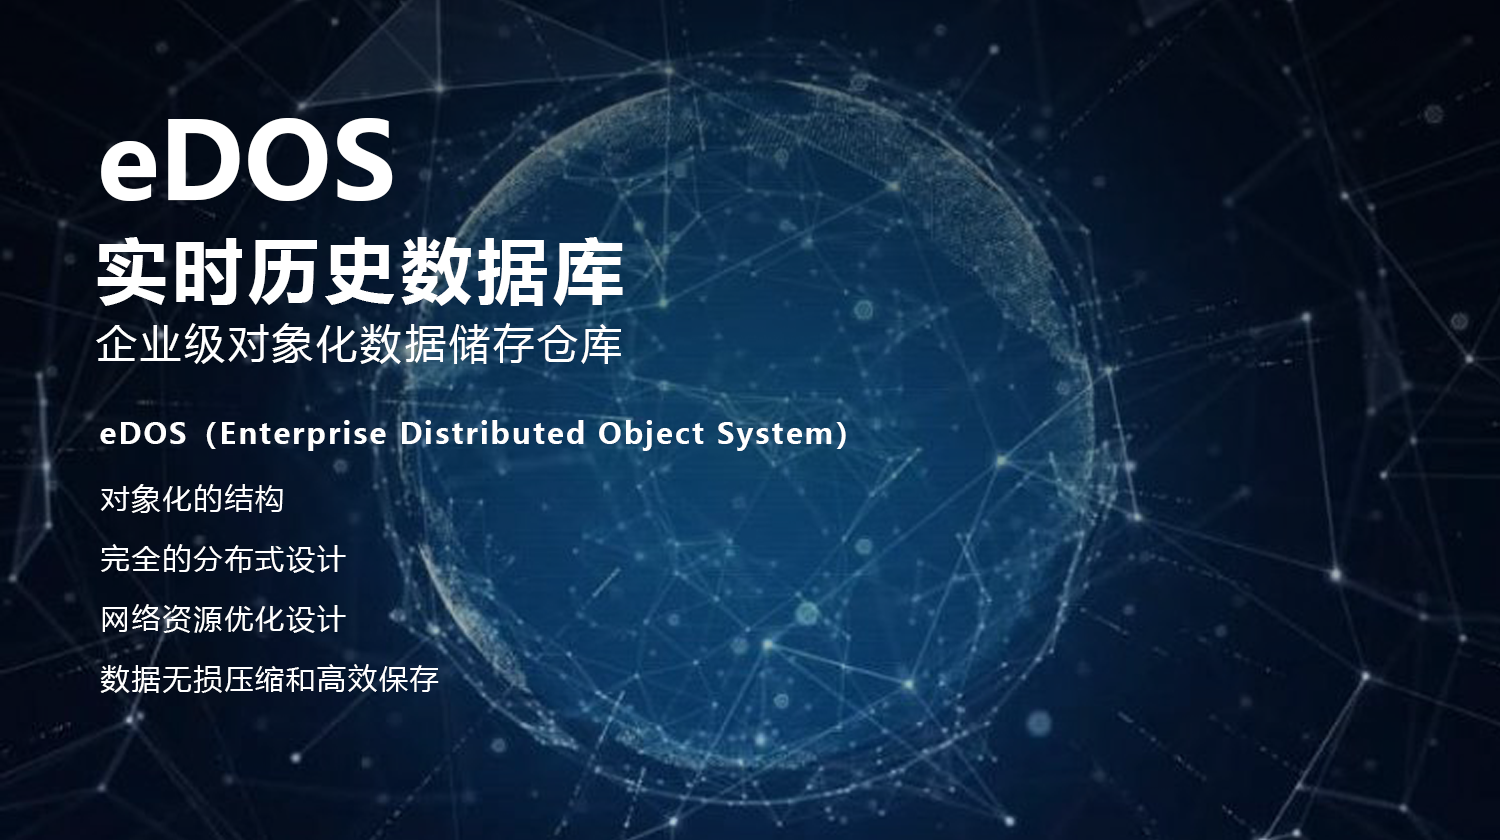 eDOS
实时历史数据库
企业级对象化数据储存仓库
eDOS（Enterprise Distributed Object System）
对象化的结构
完全的分布式设计
网络资源优化设计
数据无损压缩和高效保存